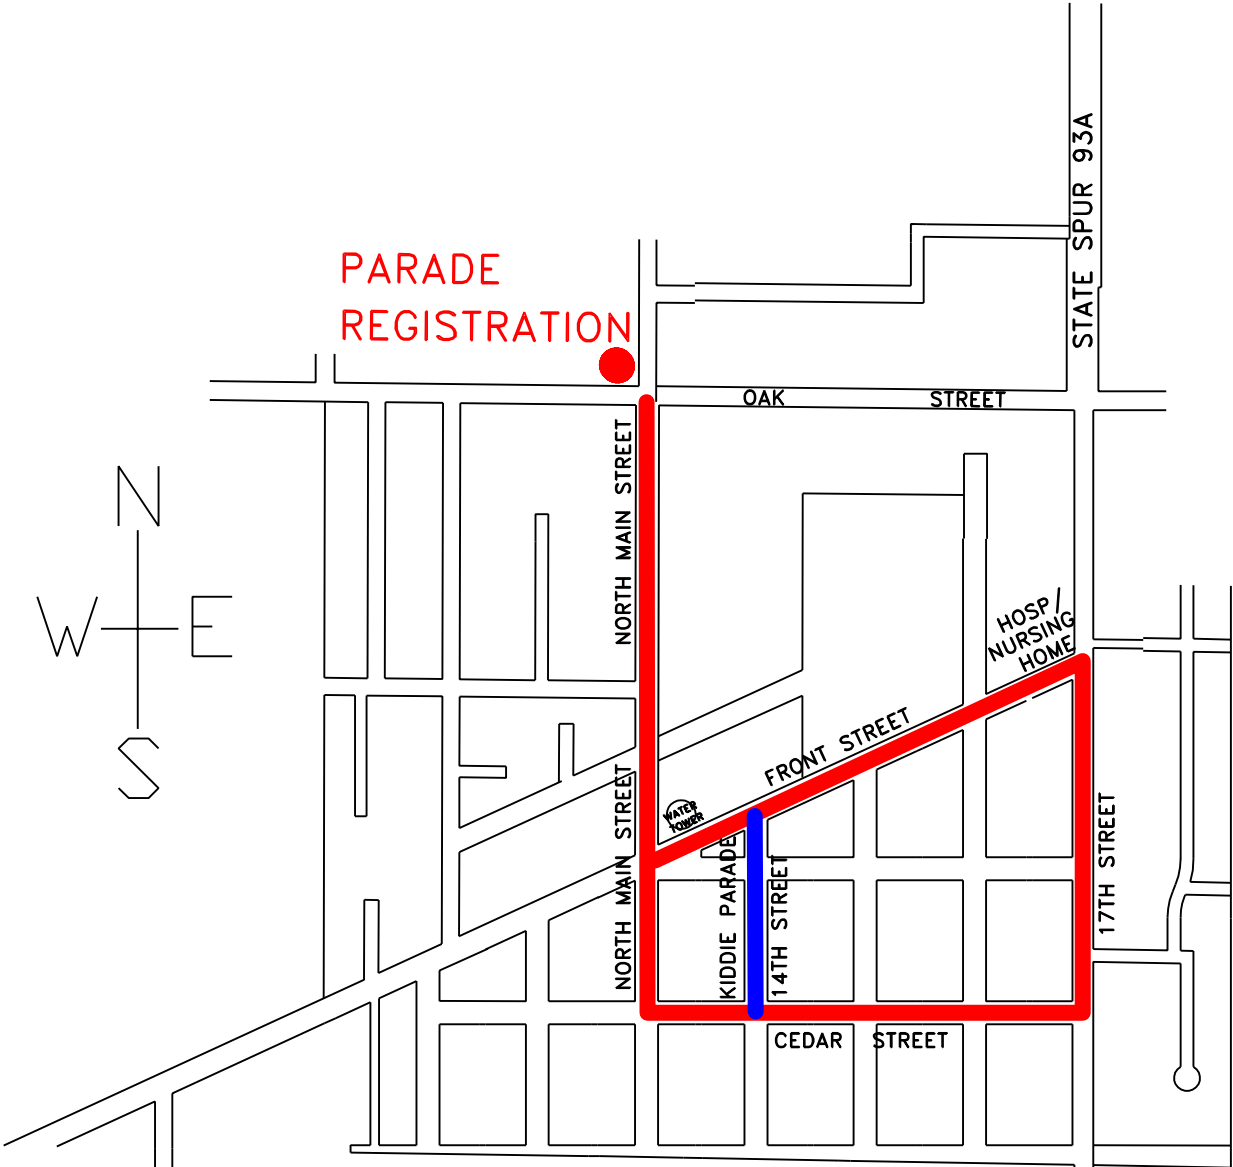 STATE SPUR 93A
PARADE
REGISTRATION
OAK STREET
NORTH MAIN STREET
N
W E
S
HOSP/
NURSING
HOME
FRONT STREET
WATER
TOWER
NORTH MAIN STREET
KIDDIE PARADE
14TH STREET
17TH STREET
CEDAR STREET